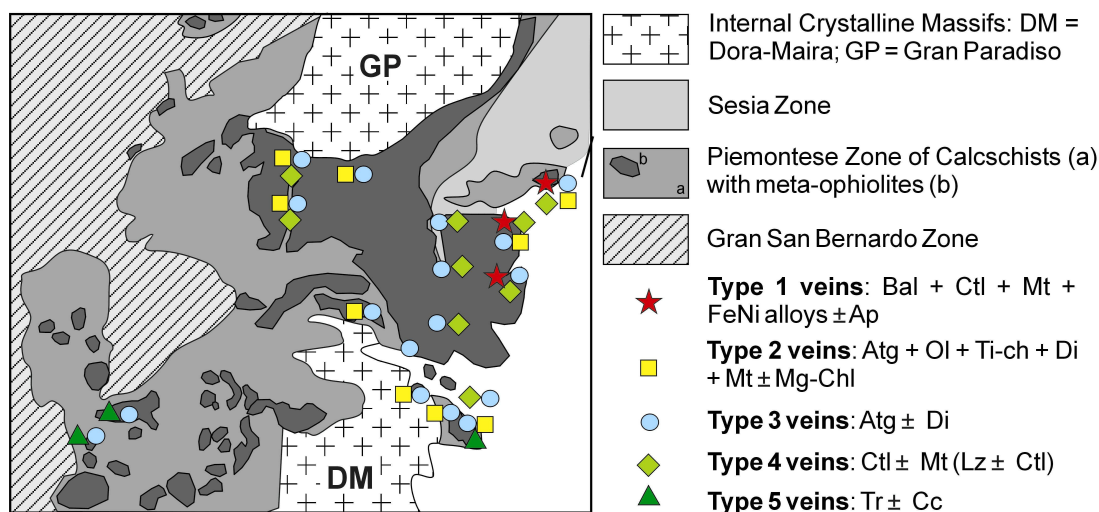 GP
DM
Internal Crystalline Massifs: DM =
Dora-Maira; GP = Gran Paradiso
Sesia Zone
b
a
Piemontese Zone of Calcschists (a)
with meta-ophiolites (b)
Gran San Bernardo Zone
Type 1 veins: Bal + Ctl + Mt +
FeNi alloys ± Ap
Type 2 veins: Atg + Ol + Ti-ch + Di
+ Mt ± Mg-Chl
Type 3 veins: Atg ± Di
Type 4 veins: Ctl ± Mt (Lz ± Ctl)
Type 5 veins: Tr ± Cc